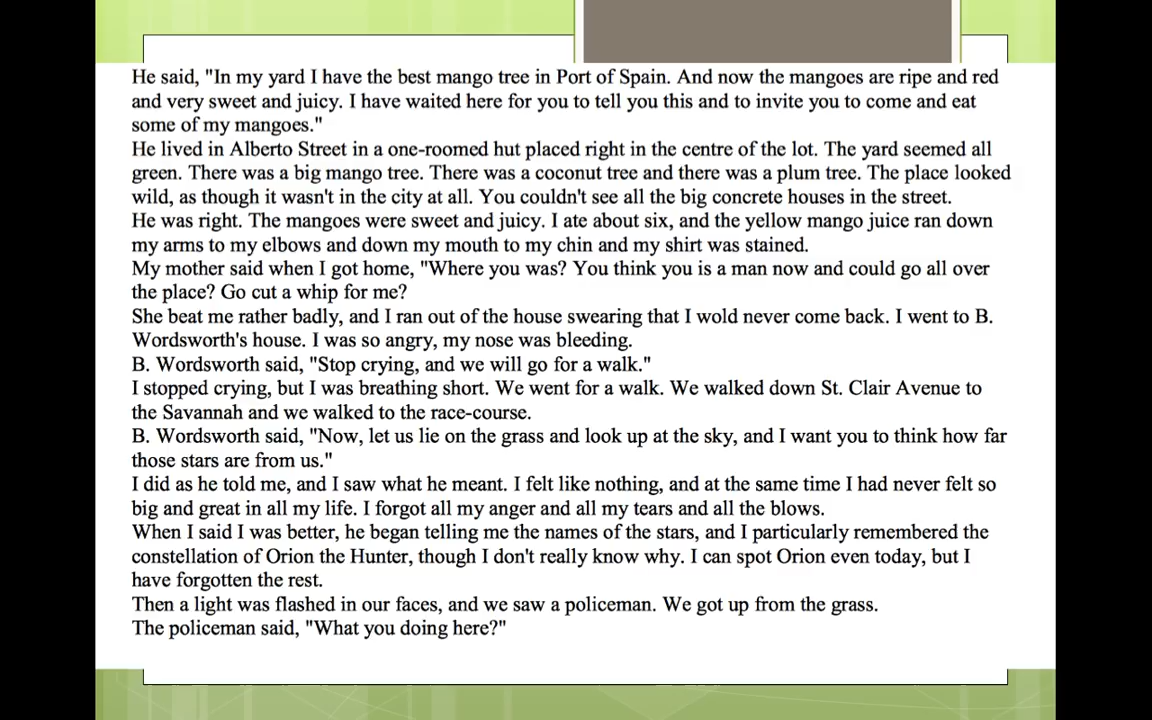 He said, "In my yard I have the best mango tree in Port of Spain. And now the mangoes are ripe and red
and very sweet and juicy. I have waited here for you to tell you this and to invite you to come and eat
some of my mangoes."
He lived in Alberto Street in a one-roomed hut placed right in the centre of the lot. The yard seemed all
green. There was a big mango tree. There was a coconut tree and there was a plum tree. The place looked
wild, as though it wasn't in the city at all. You couldn't see all the big concrete houses in the street.
He was right. The mangoes were sweet and juicy. I ate about six, and the yellow mango juice ran down
my arms to my elbows and down my mouth to my chin and my shirt was stained.
My mother said when I got home, "Where you was? You think you is a man now and could go all over
the place? Go cut a whip for me?
She beat me rather badly, and I ran out of the house swearing that I wold never come back. I went to B.
Wordsworth's house. I was so angry, my nose was bleeding.
B. Wordsworth said, "Stop crying, and we will go for a walk."
I stopped crying, but I was breathing short. We went for a walk. We walked down St. Clair Avenue to
the Savannah and we walked to the race-course.
B. Wordsworth said, "Now, let us lie on the grass and look up at the sky, and I want you to think how far
those stars are from us."
I did as he told me, and I saw what he meant. I felt like nothing, and at the same time I had never felt so
big and great in all my life. I forgot all my anger and all my tears and all the blows.
When I said I was better, he began telling me the names of the stars, and I particularly remembered the
constellation of Orion the Hunter, though I don't really know why. I can spot Orion even today, but I
have forgotten the rest.
Then a light was flashed in our faces, and we saw a policeman. We got up from the grass.
The policeman said, "What you doing here?"